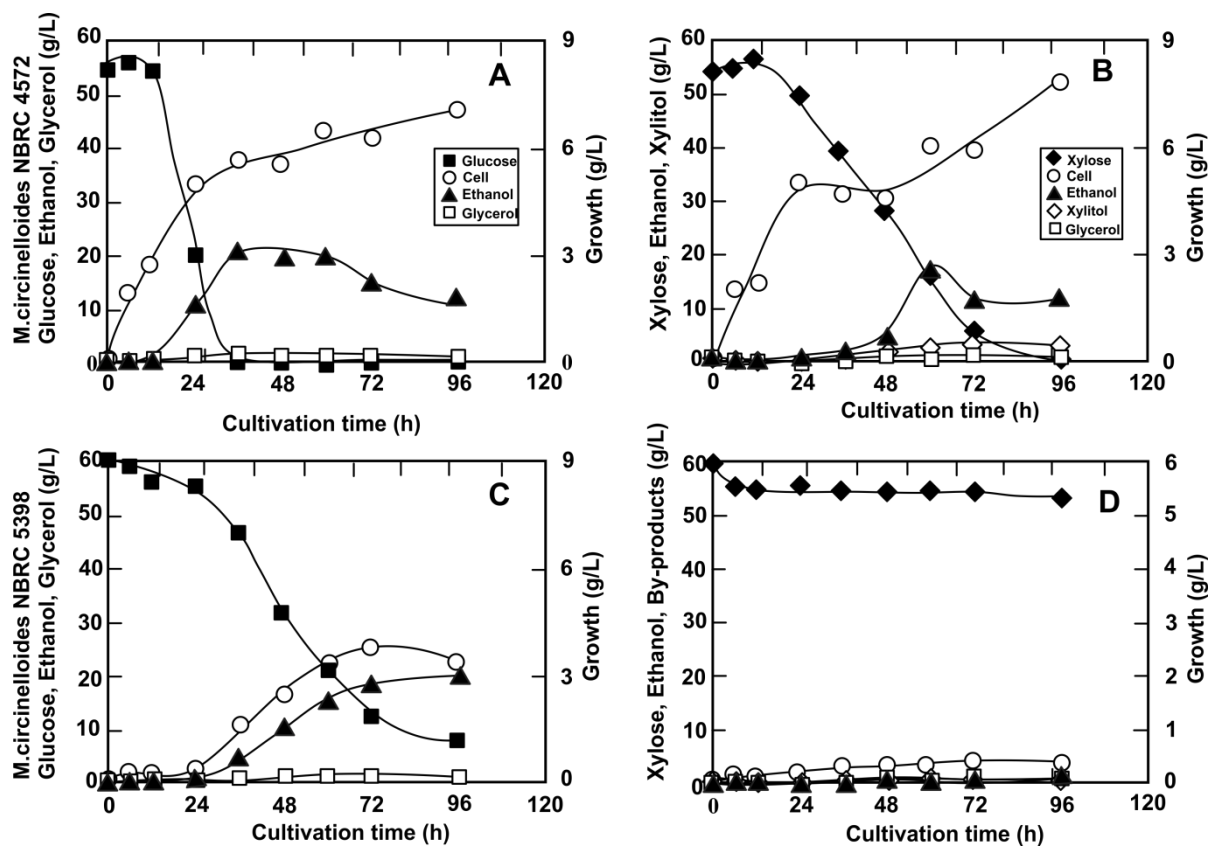 M.circinelloides NBRC 4572
Glucose, Ethanol, Glycerol (g/L)
60
50
40
30
20
10
0
A
9
6
3
0
Growth (g/L)
Glucose
Cell
Ethanol
Glycerol
0 24 48 72 96 120
Cultivation time (h)
Xylose, Ethanol, Xylitol (g/L)
60
50
40
30
20
10
0
B
9
6
3
0
Growth (g/L)
Xylose
Cell
Ethanol
Xylitol
Glycerol
0 24 48 72 96 120
Cultivation time (h)
M.circinelloides NBRC 5398
Glucose, Ethanol, Glycerol (g/L)
60
50
40
30
20
10
0
C
9
6
3
0
Growth (g/L)
0 24 48 72 96 120
Cultivation time (h)
Xylose, Ethanol, By-products (g/L)
60
50
40
30
20
10
0
D
6
5
4
3
2
1
0
Growth (g/L)
0 24 48 72 96 120
Cultivation time (h)